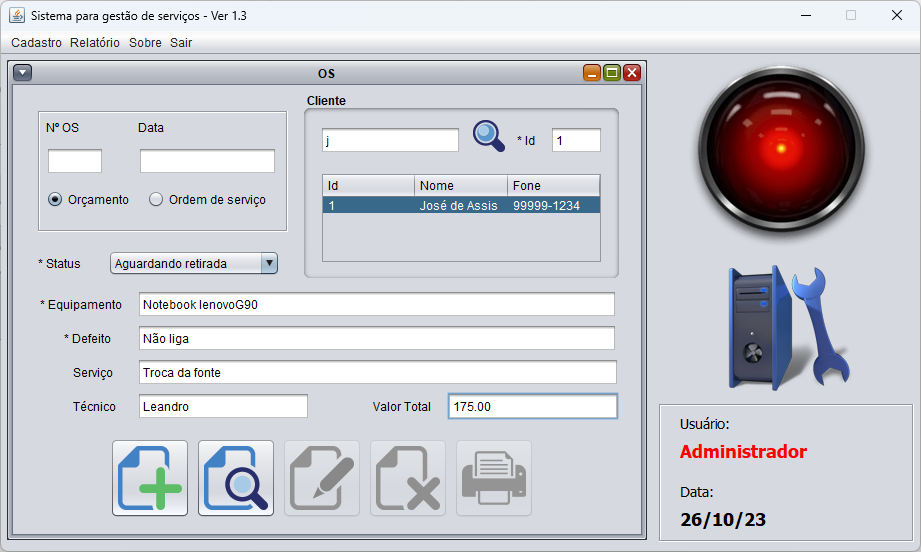 Sistema para gestão de serviços - Ver 1.3
Cadastro Relatório Sobre Sair
OS
Nº OS Data
Orçamento Ordem de serviço
Cliente
j * Id 1
Id Nome Fone
1 José de Assis 99999-1234
* Status Aguardando retirada
* Equipamento Notebook lenovoG90
* Defeito Não liga
Serviço Troca da fonte
Técnico Leandro Valor Total 175.00
Usuário:
Administrador
Data:
26/10/23